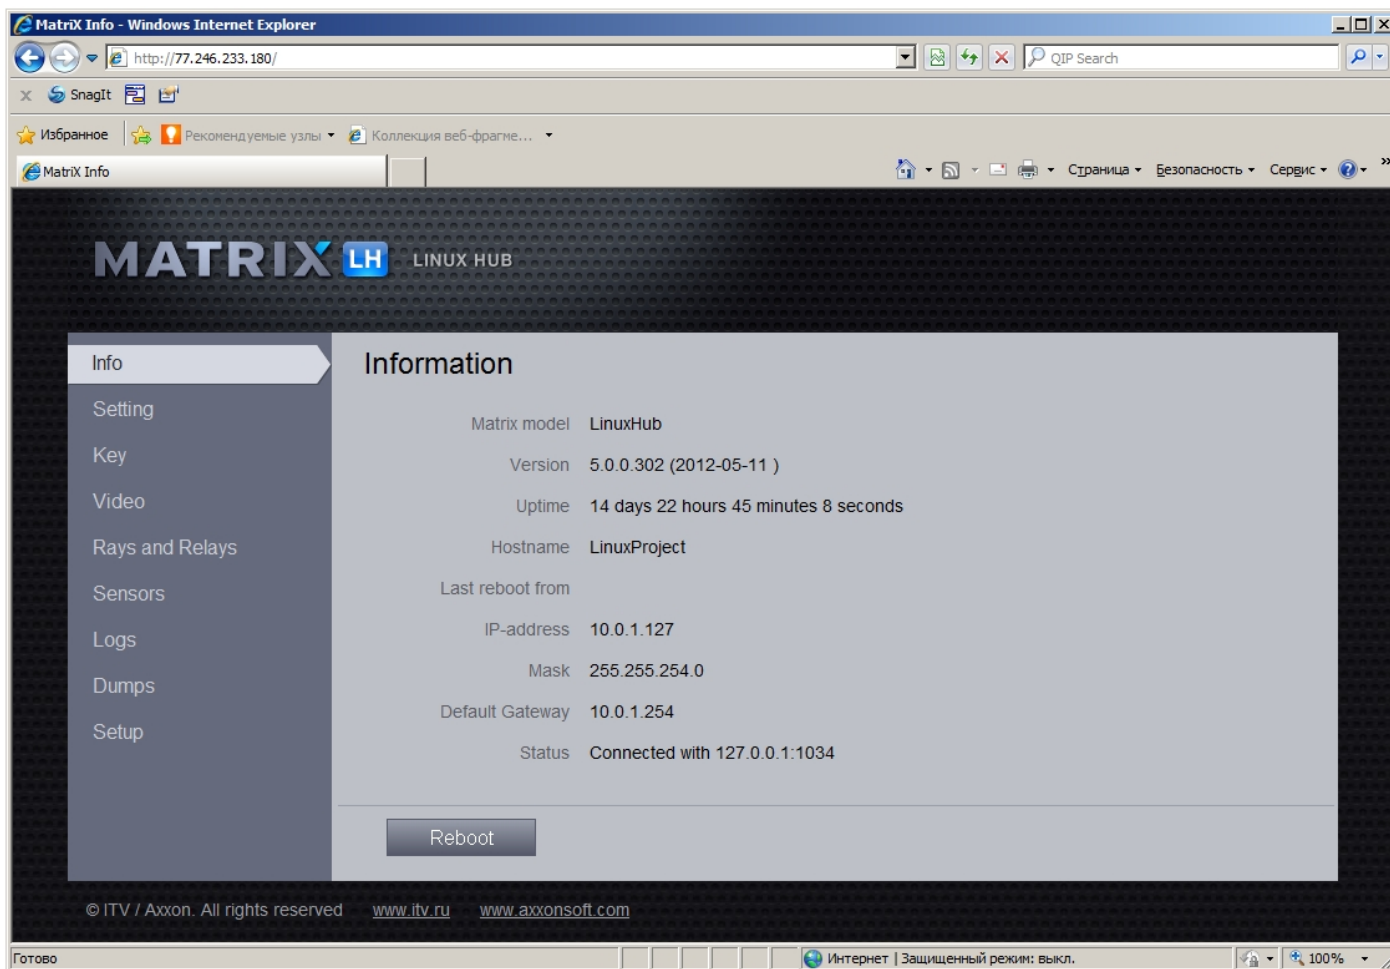 MatriX Info - Windows Internet Explorer
http://77.246.233.180/
QIP Search
x SnagIt
Избранное Рекомендуемые узлы Коллекция веб-фрагме...
MatriX Info Страница Безопасность Сервис »
MATRIX LH LINUX HUB
Info
Setting
Key
Video
Rays and Relays
Sensors
Logs
Dumps
Setup
Information
Matrix model LinuxHub
Version 5.0.0.302 (2012-05-11 )
Uptime 14 days 22 hours 45 minutes 8 seconds
Hostname LinuxProject
Last reboot from
IP-address 10.0.1.127
Mask 255.255.254.0
Default Gateway 10.0.1.254
Status Connected with 127.0.0.1:1034
Reboot
© ITV / Axxon. All rights reserved www.itv.ru www.axxonsoft.com
Готово Интернет | Защищенный режим: выкл. 100%